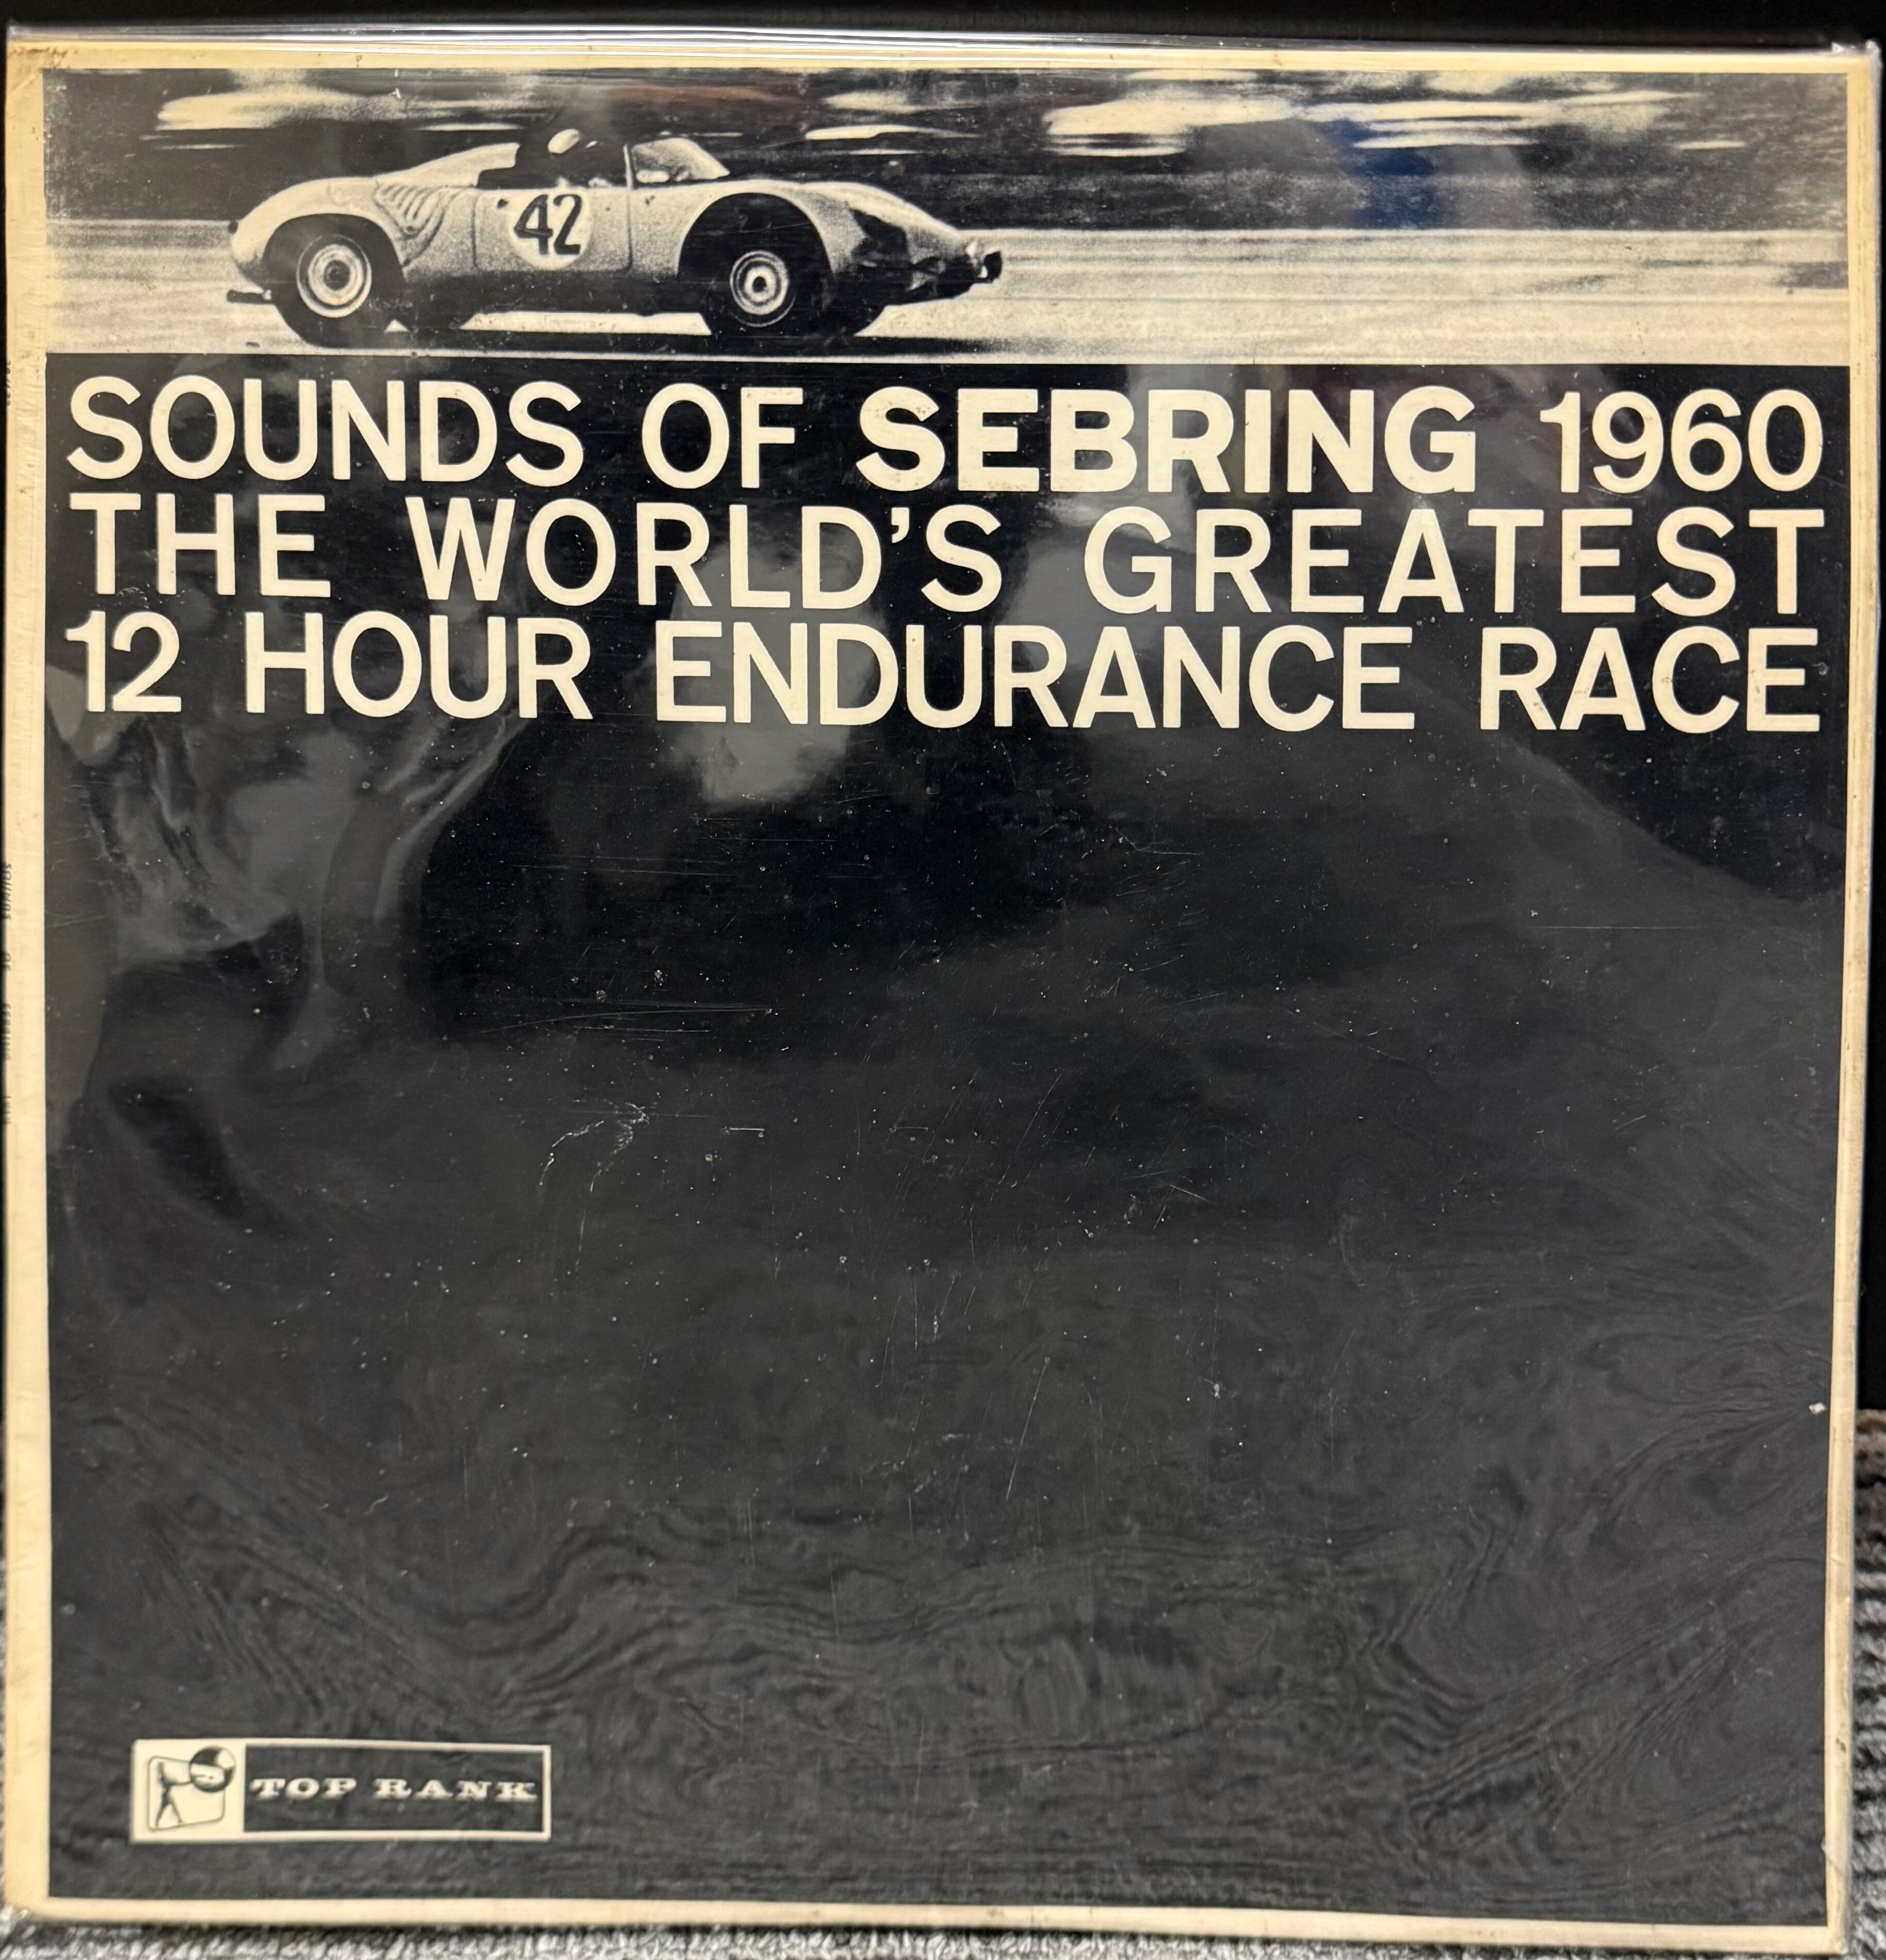 42
SOUNDS OF SEBRING 1960
THE WORLD'S GREATEST
12 HOUR ENDURANCE RACE
TOP RANK